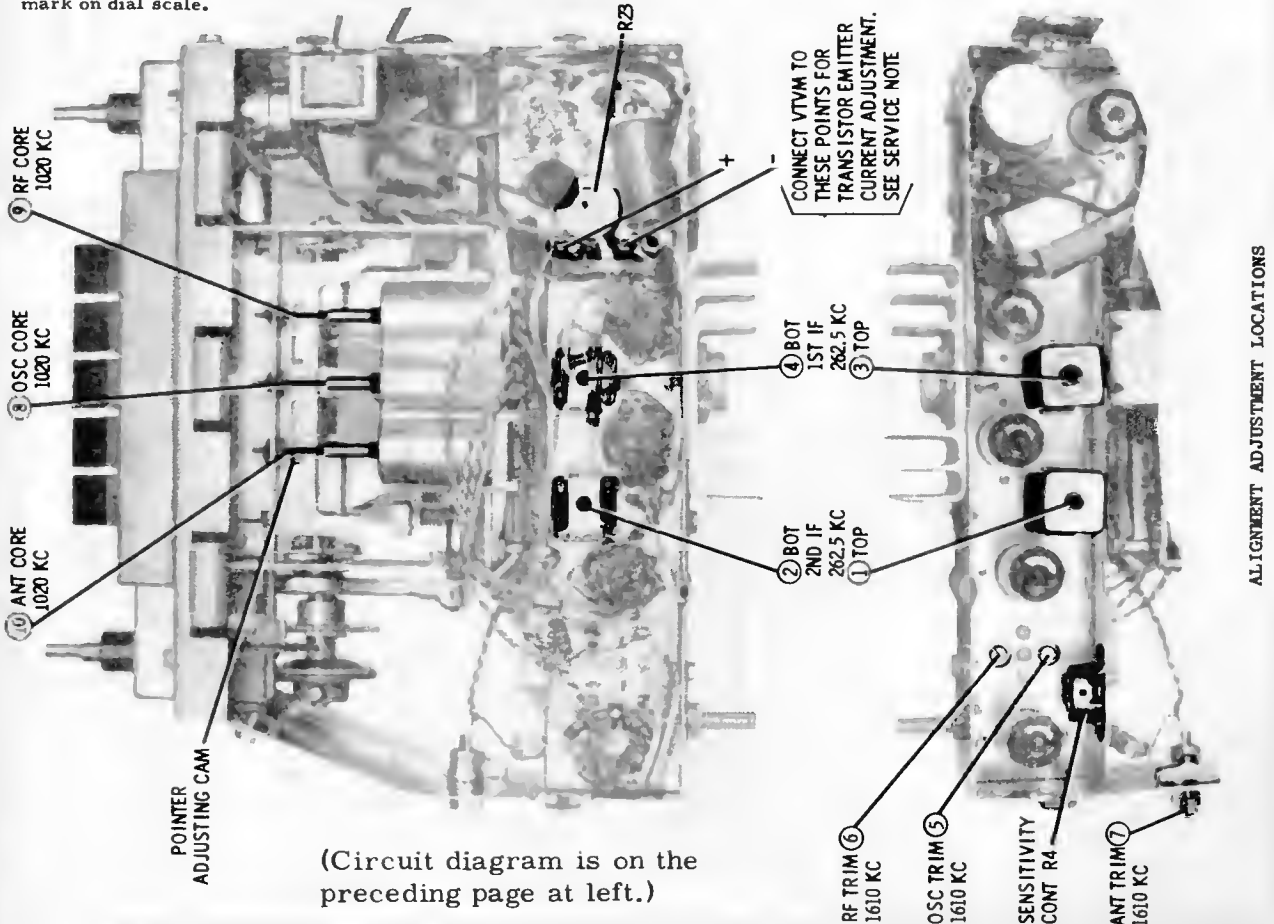 mark on dial scale.
⑩ ANT CORE
1020 KC
⑧ OSC CORE
1020 KC
⑨ RF CORE
1020 KC
POINTER
ADJUSTING CAM
R23
+
-
CONNECT VTVM TO
THESE POINTS FOR
TRANSISTOR EMITTER
CURRENT ADJUSTMENT.
SEE SERVICE NOTE
② BOT
2ND IF
262.5 KC
① TOP
④ BOT
1ST IF
262.5 KC
③ TOP
(Circuit diagram is on the
preceding page at left.)
RF TRIM ⑥
1610 KC
OSC TRIM ⑤
1610 KC
SENSITIVITY
CONT R4
ANT TRIM ⑦
1610 KC
ALIGNMENT ADJUSTMENT LOCATIONS